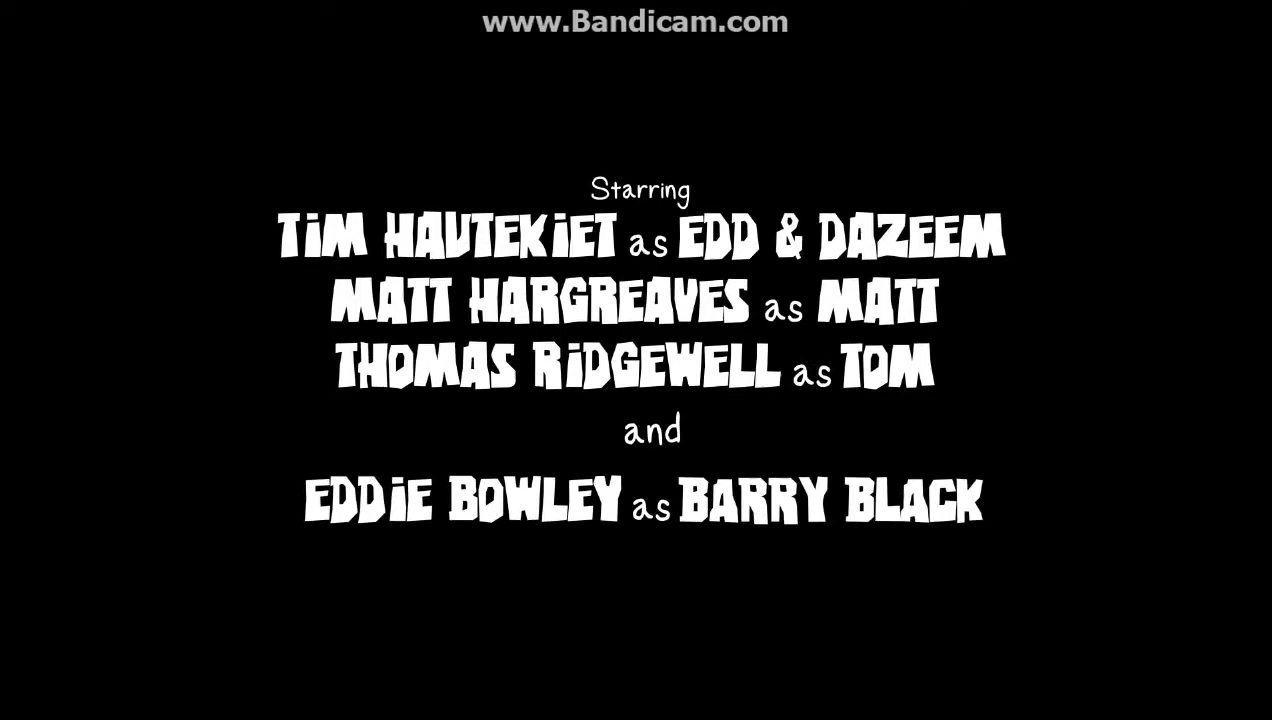 www.Bandicam.com
Starring
TiM HAUTEKiET as EDD & DAZEEM
MATT HARGREAVES as MATT
THOMAS RiDGEWELL as TOM
and
EDDiE BOWLEY as BARRY BLACK